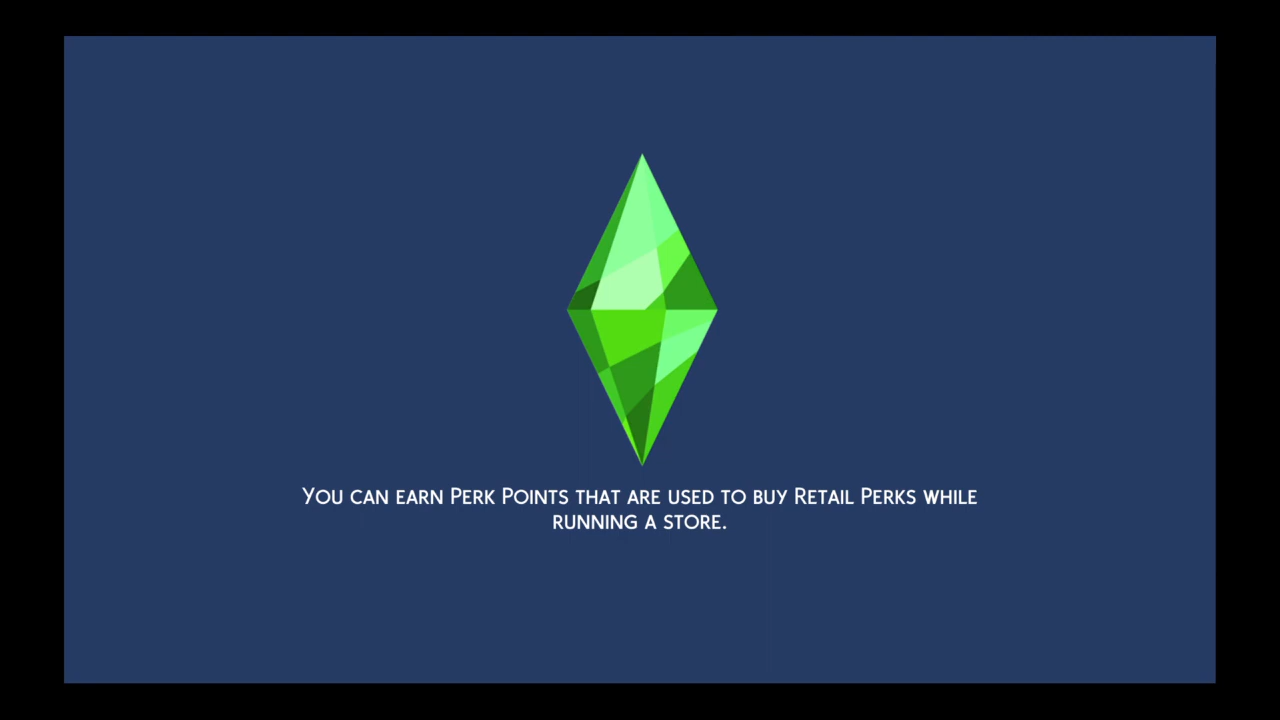 You can earn Perk Points that are used to buy Retail Perks while
running a store.